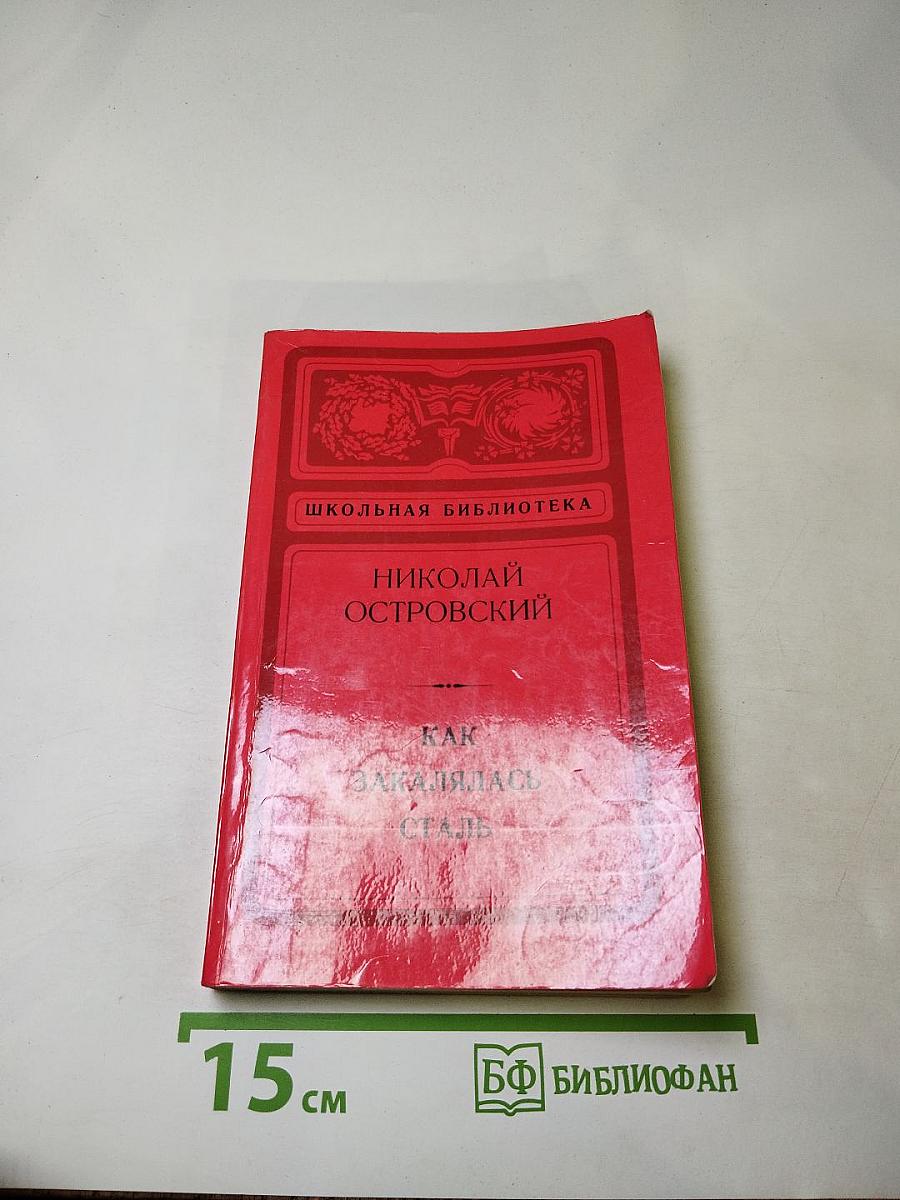 ШКОЛЬНАЯ БИБЛИОТЕКА
НИКОЛАЙ
ОСТРОВСКИЙ
КАК
ЗАКАЛЯЛАСЬ
СТАЛЬ
15 см
БФ БИБЛИОФАН